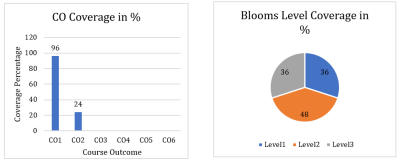 CO Coverage in %
Coverage Percentage
120
100
80
60
40
20
0
96
24
CO1 CO2 CO3 CO4 CO5 CO6
Course Outcome
Blooms Level Coverage in
%
36
36
48
Level1 Level2 Level3